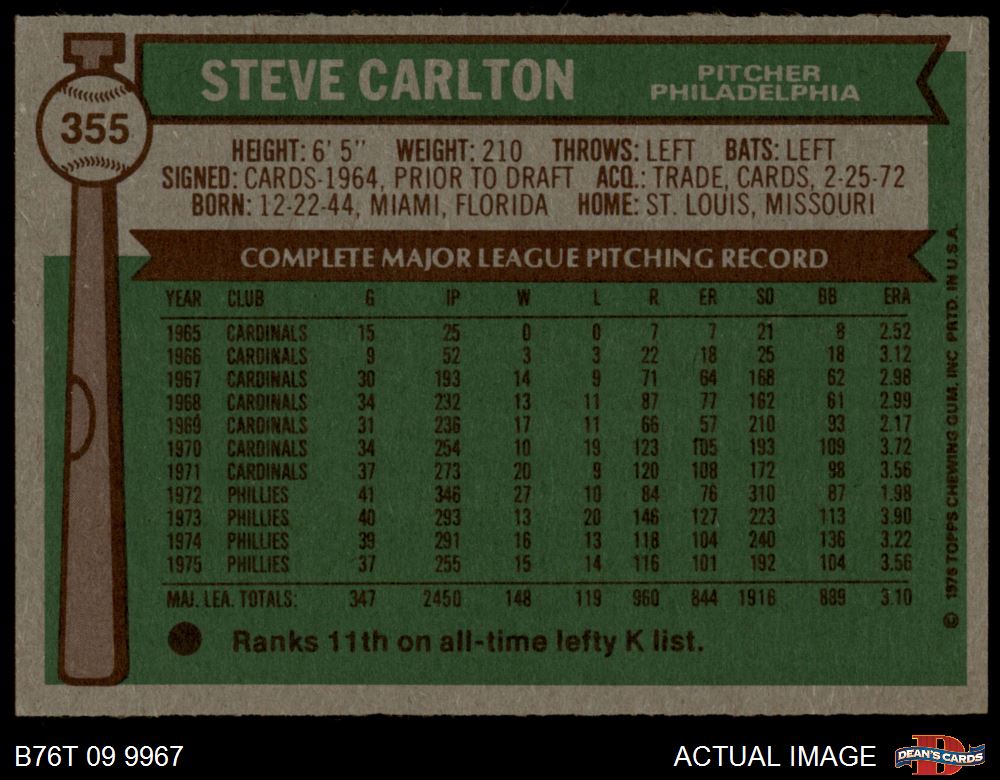 355
STEVE CARLTON
PITCHER
PHILADELPHIA
HEIGHT: 6' 5" WEIGHT: 210 THROWS: LEFT BATS: LEFT
SIGNED: CARDS-1964, PRIOR TO DRAFT ACQ.: TRADE, CARDS, 2-25-72
BORN: 12-22-44, MIAMI, FLORIDA HOME: ST. LOUIS, MISSOURI
COMPLETE MAJOR LEAGUE PITCHING RECORD
YEAR CLUB G IP W L R ER SO BB ERA
1965 CARDINALS 15 25 0 0 7 7 21 8 2.52
1966 CARDINALS 9 52 3 3 22 18 25 18 3.12
1967 CARDINALS 30 193 14 9 71 64 168 62 2.98
1968 CARDINALS 34 232 13 11 87 77 162 61 2.99
1969 CARDINALS 31 236 17 11 66 57 210 93 2.17
1970 CARDINALS 34 254 10 19 123 105 193 109 3.72
1971 CARDINALS 37 273 20 9 120 108 172 98 3.56
1972 PHILLIES 41 346 27 10 84 76 310 87 1.98
1973 PHILLIES 40 293 13 20 146 127 223 113 3.90
1974 PHILLIES 39 291 16 13 118 104 240 136 3.22
1975 PHILLIES 37 255 15 14 116 101 192 104 3.56
MAJ. LEA. TOTALS: 347 2450 148 119 960 844 1916 889 3.10
Ranks 11th on all-time lefty K list.
© 1976 TOPPS CHEWING GUM, INC PRTD. IN U.S.A.
B76T 09 9967
ACTUAL IMAGE
DEAN'S CARDS